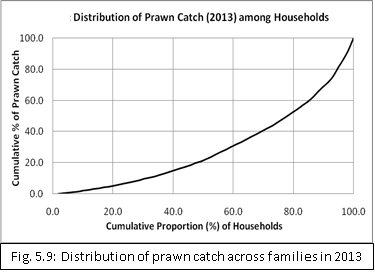 : Distribution of Prawn Catch (2013) among Households
Cumulative % of Prawn Catch
100.0
80.0
60.0
40.0
20.0
0.0
0.0 20.0 40.0 60.0 80.0 100.0
Cumulative Proportion (%) of Households
Fig. 5.9: Distribution of prawn catch across families in 2013